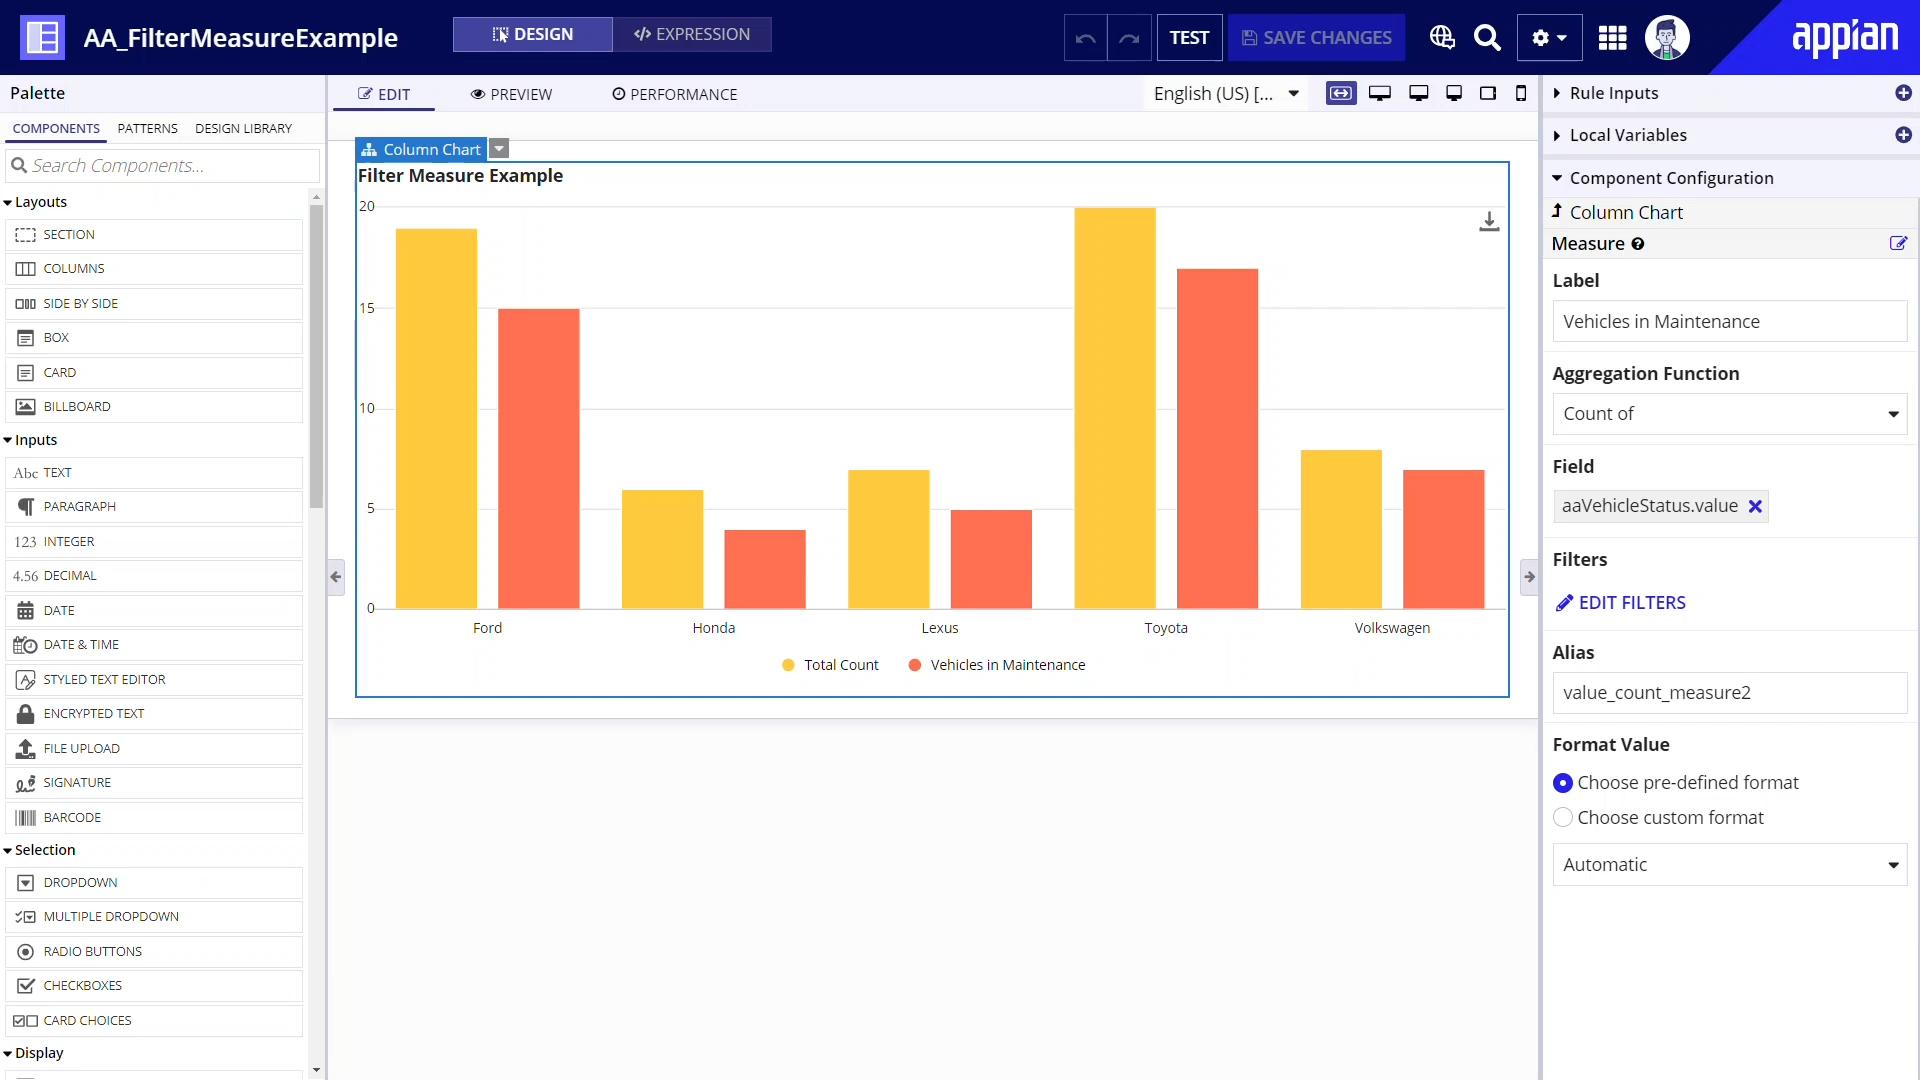 AA_FilterMeasureExample
DESIGN
</> EXPRESSION
TEST
SAVE CHANGES
appian
Palette
COMPONENTS
PATTERNS
DESIGN LIBRARY
Search Components...
Layouts
SECTION
COLUMNS
SIDE BY SIDE
BOX
CARD
BILLBOARD
Inputs
Abc TEXT
PARAGRAPH
123 INTEGER
4.56 DECIMAL
DATE
DATE & TIME
STYLED TEXT EDITOR
ENCRYPTED TEXT
FILE UPLOAD
SIGNATURE
BARCODE
Selection
DROPDOWN
MULTIPLE DROPDOWN
RADIO BUTTONS
CHECKBOXES
CARD CHOICES
Display
EDIT
PREVIEW
PERFORMANCE
English (US) [...
Column Chart
Filter Measure Example
20
15
10
5
0
Ford
Honda
Lexus
Toyota
Volkswagen
Total Count
Vehicles in Maintenance
Rule Inputs
Local Variables
Component Configuration
Column Chart
Measure
Label
Vehicles in Maintenance
Aggregation Function
Count of
Field
aaVehicleStatus.value
Filters
EDIT FILTERS
Alias
value_count_measure2
Format Value
Choose pre-defined format
Choose custom format
Automatic